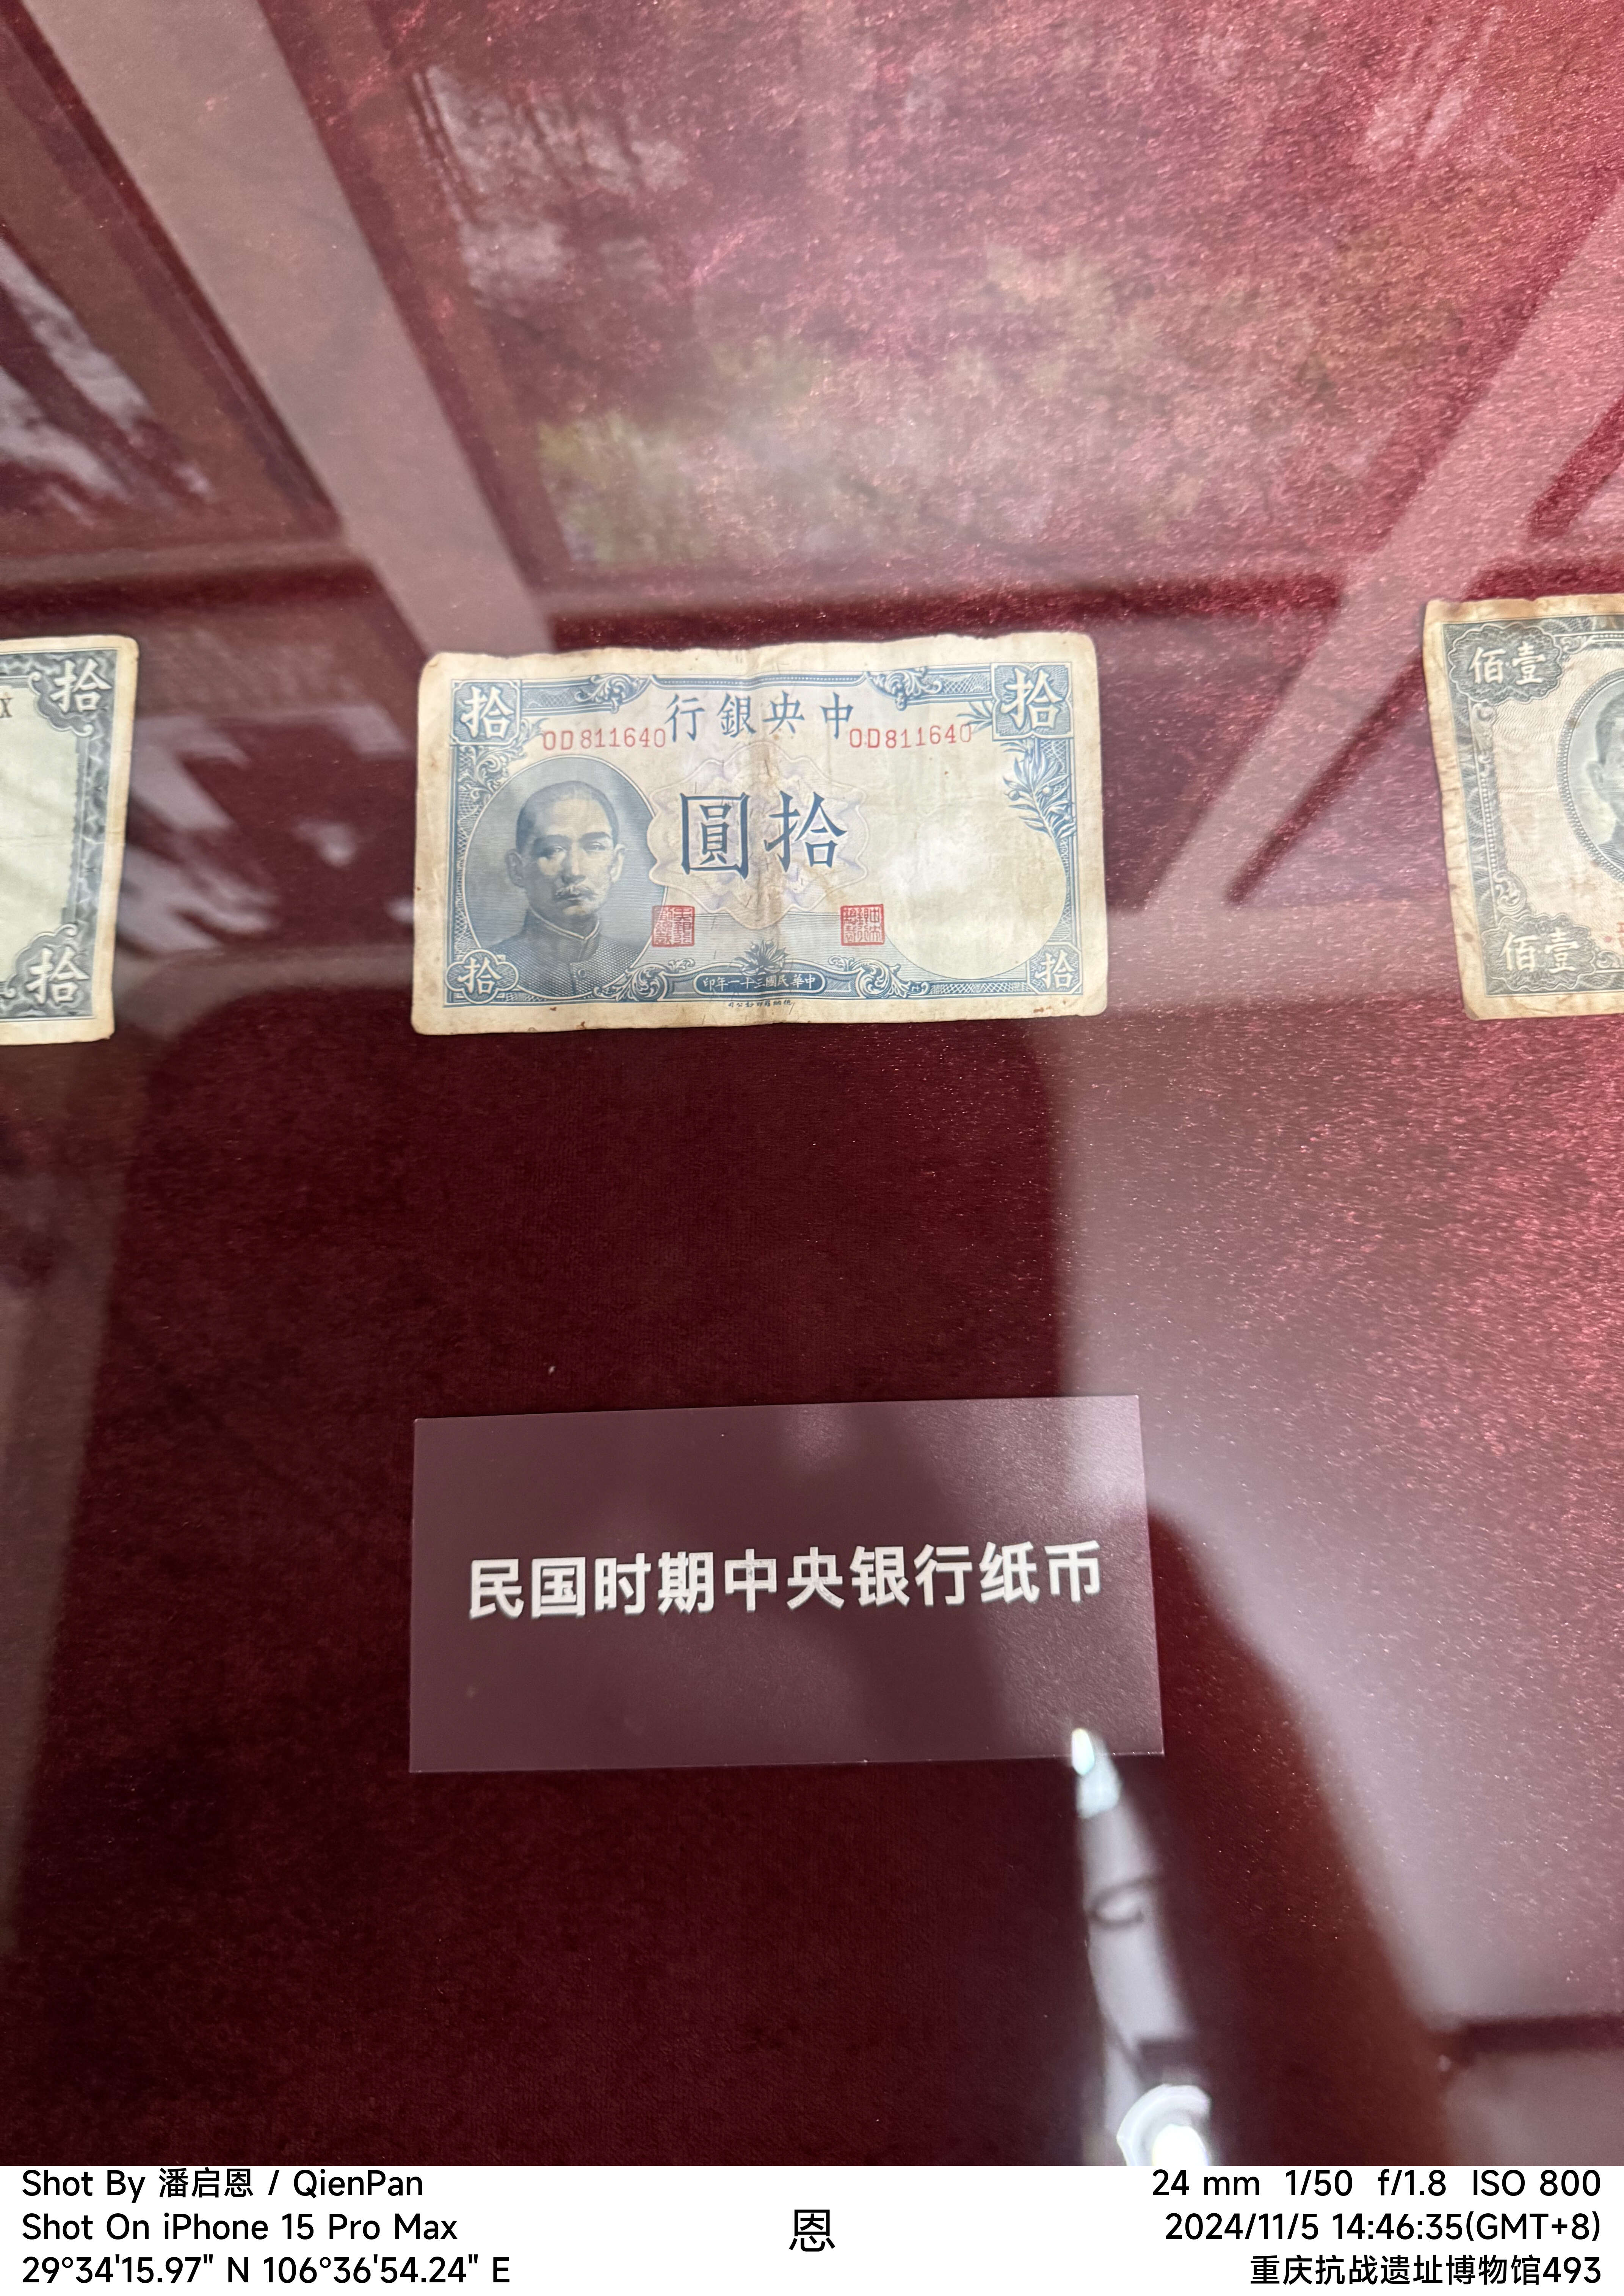 拾
X
拾
拾
拾
行銀央中
OD811640
OD811640
圓拾
拾
拾
印年一十三國民華中
佰壹
佰壹
民国时期中央银行纸币
Shot By 潘启恩 / QienPan
Shot On iPhone 15 Pro Max
29°34'15.97" N 106°36'54.24" E
恩
24 mm 1/50 f/1.8 ISO 800
2024/11/5 14:46:35(GMT+8)
重庆抗战遗址博物馆493